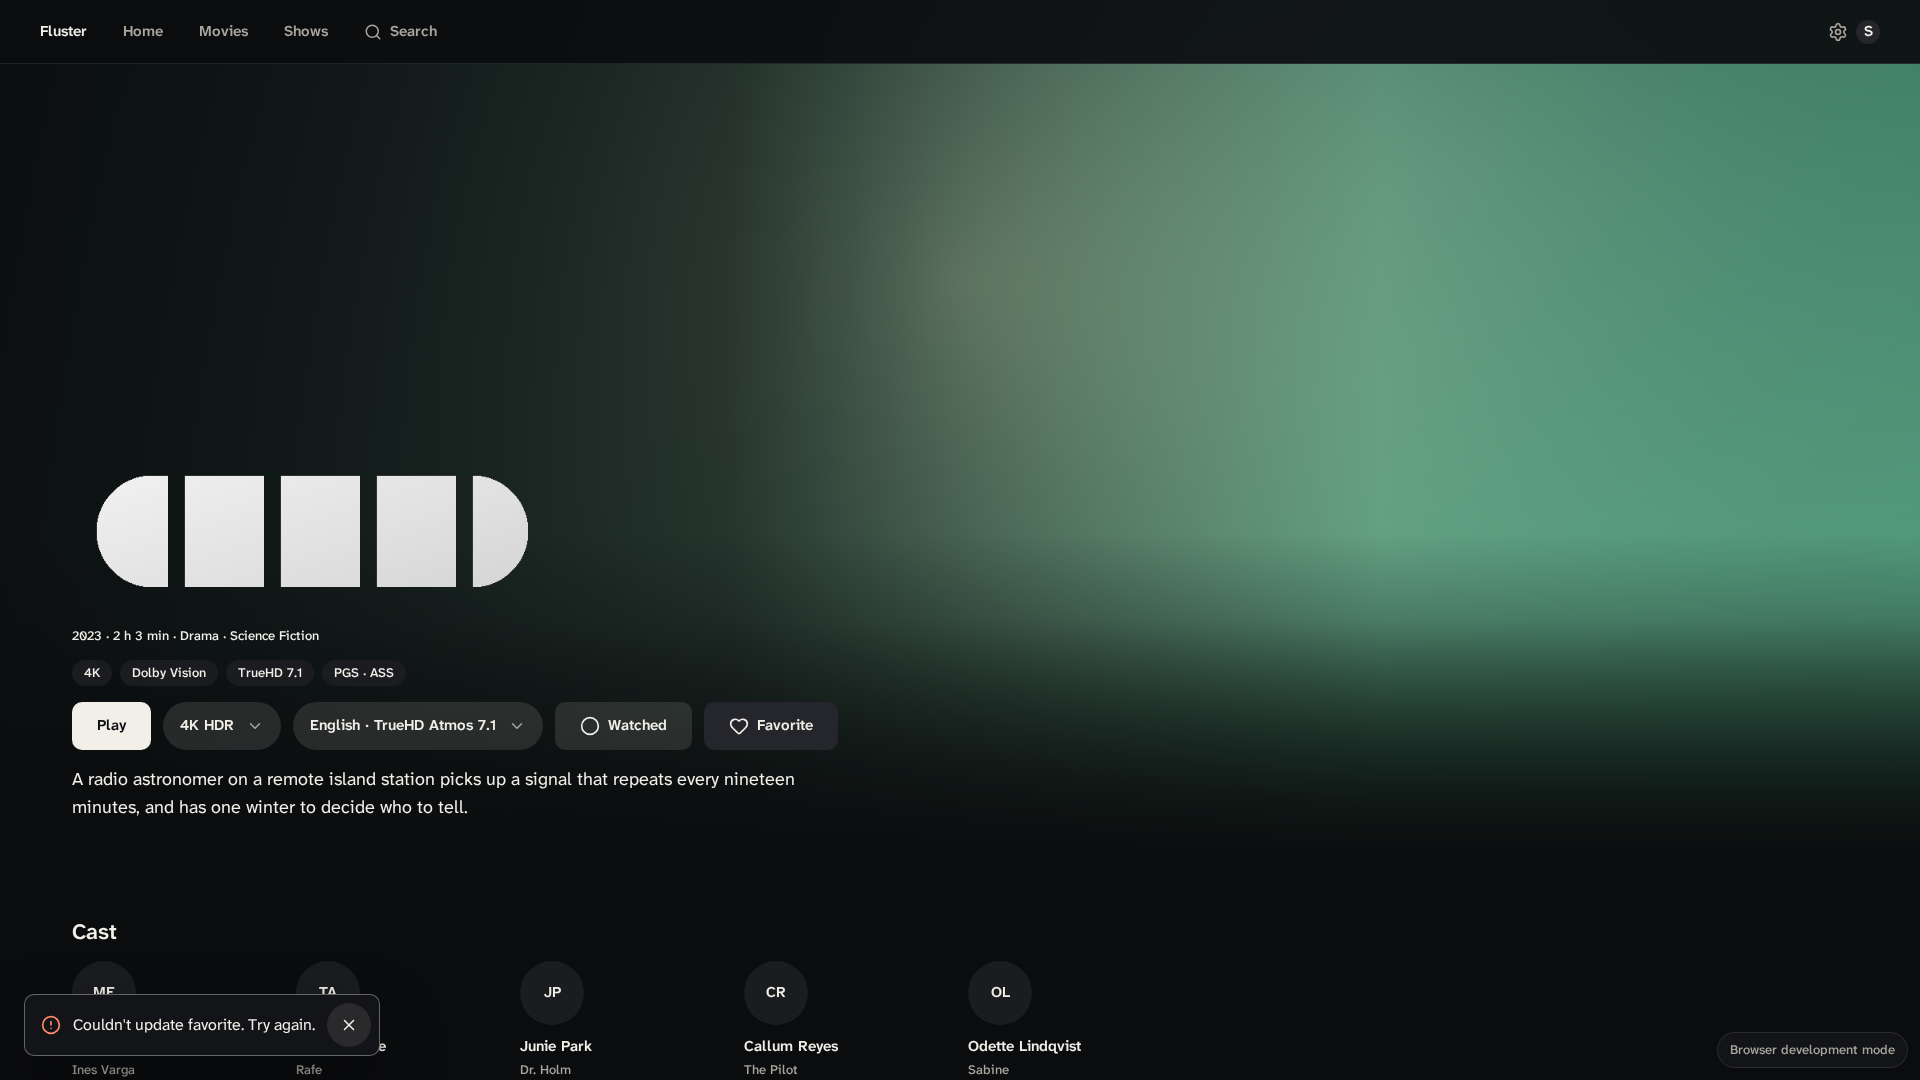 Fluster Home Movies Shows Search S
2023 · 2 h 3 min · Drama · Science Fiction
4K Dolby Vision TrueHD 7.1 PGS · ASS
Play 4K HDR English · TrueHD Atmos 7.1 Watched Favorite
A radio astronomer on a remote island station picks up a signal that repeats every nineteen
minutes, and has one winter to decide who to tell.
Cast
JP CR OL
Couldn't update favorite. Try again.
Junie Park Callum Reyes Odette Lindqvist
Ines Varga Rafe Dr. Holm The Pilot Sabine
Browser development mode